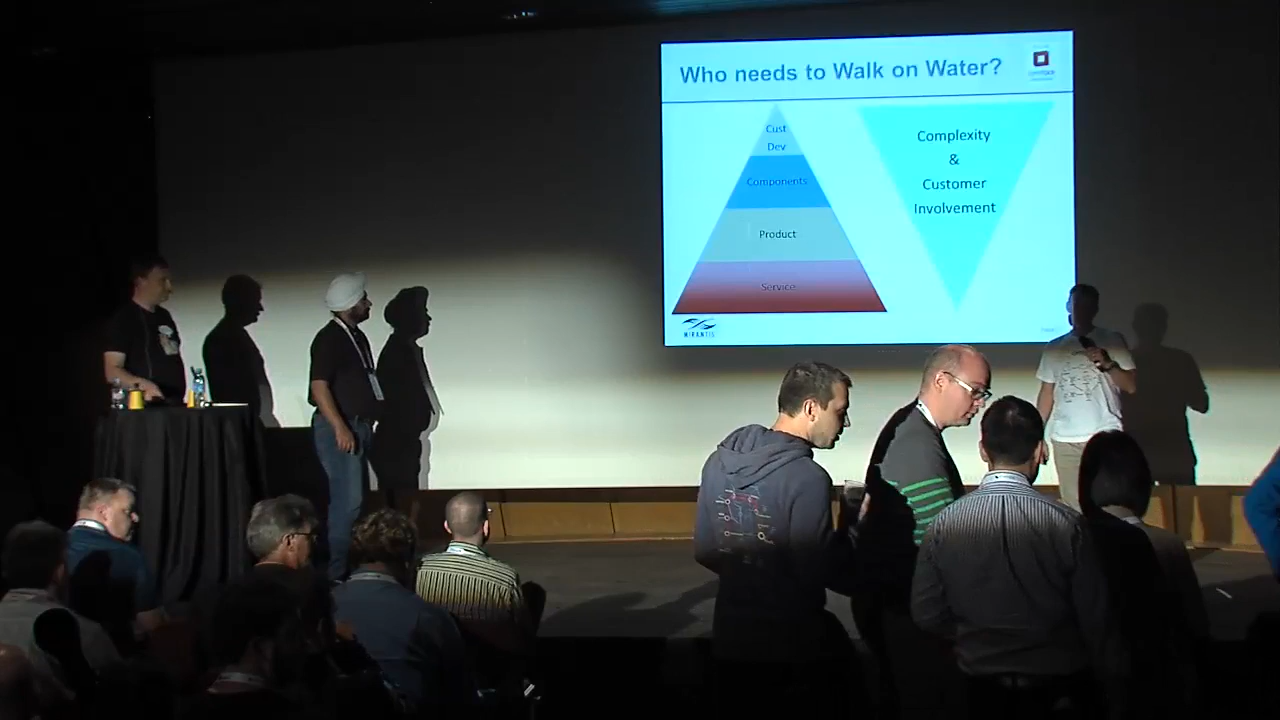 Who needs to Walk on Water?
Cust
Dev
Components
Product
Service
Complexity
&
Customer
Involvement
MIRANTIS